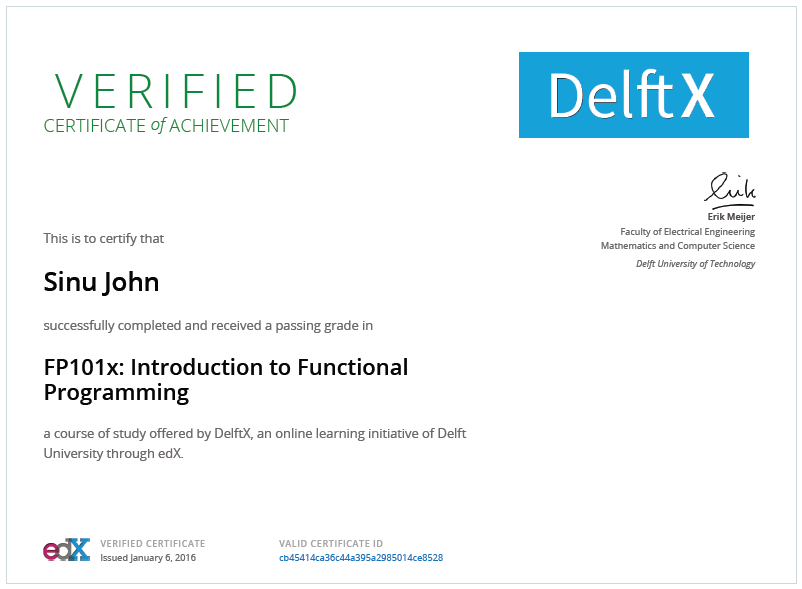 VERIFIED
CERTIFICATE of ACHIEVEMENT
DelftX
Erik
Erik Meijer
Faculty of Electrical Engineering
Mathematics and Computer Science
Delft University of Technology
This is to certify that
Sinu John
successfully completed and received a passing grade in
FP101x: Introduction to Functional
Programming
a course of study offered by DelftX, an online learning initiative of Delft
University through edX.
edX
VERIFIED CERTIFICATE
Issued January 6, 2016
VALID CERTIFICATE ID
cb45414ca36c44a395a2985014ce8528